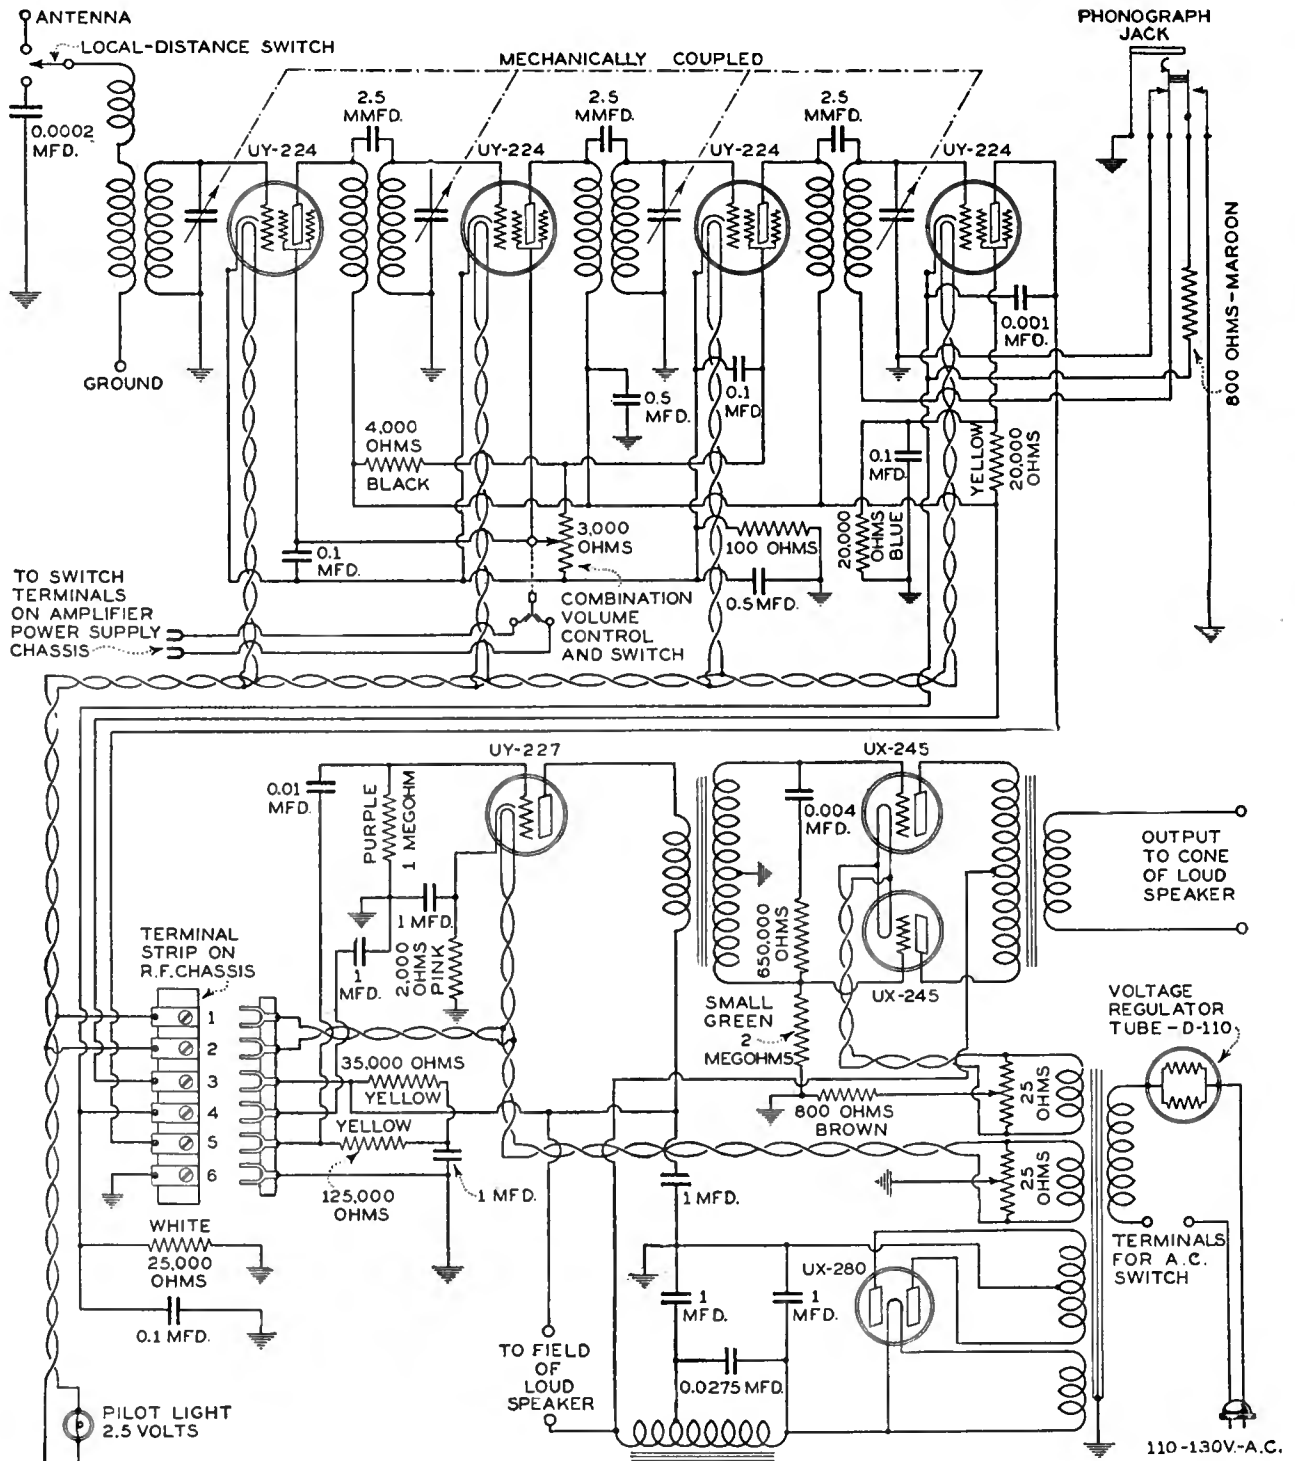 ANTENNA
LOCAL-DISTANCE SWITCH
MECHANICALLY COUPLED
PHONOGRAPH
JACK
0.0002
MFD.
2.5
MMFD.
2.5
MMFD.
2.5
MMFD.
UY-224
UY-224
UY-224
UY-224
GROUND
0.001
MFD.
800 OHMS-MAROON
0.5
MFD.
0.1
MFD
4,000
OHMS
BLACK
0.1
MFD.
YELLOW
20,000
OHMS
20,000
OHMS
BLUE
3,000
OHMS
100 OHMS
0.1
MFD.
0.5 MFD.
TO SWITCH
TERMINALS
ON AMPLIFIER
POWER SUPPLY
CHASSIS
COMBINATION
VOLUME
CONTROL
AND SWITCH
UY-227
UX-245
0.01
MFD.
PURPLE
1 MEGOHM
0.004
MFD.
OUTPUT
TO CONE
OF LOUD
SPEAKER
1 MFD.
650,000
OHMS
TERMINAL
STRIP ON
R.F. CHASSIS
1
MFD.
2,000
OHMS
PINK
UX-245
SMALL
GREEN
2
MEGOHMS
VOLTAGE
REGULATOR
TUBE-D-110
1
2
3
4
5
6
35,000 OHMS
YELLOW
YELLOW
125,000
OHMS
800 OHMS
BROWN
25
OHMS
25
OHMS
1 MFD.
1 MFD.
WHITE
25,000
OHMS
0.1 MFD.
TERMINALS
FOR A.C.
SWITCH
UX-280
1
MFD.
1
MFD.
TO FIELD
OF
LOUD
SPEAKER
0.0275 MFD.
PILOT LIGHT
2.5 VOLTS
110-130V.-A.C.